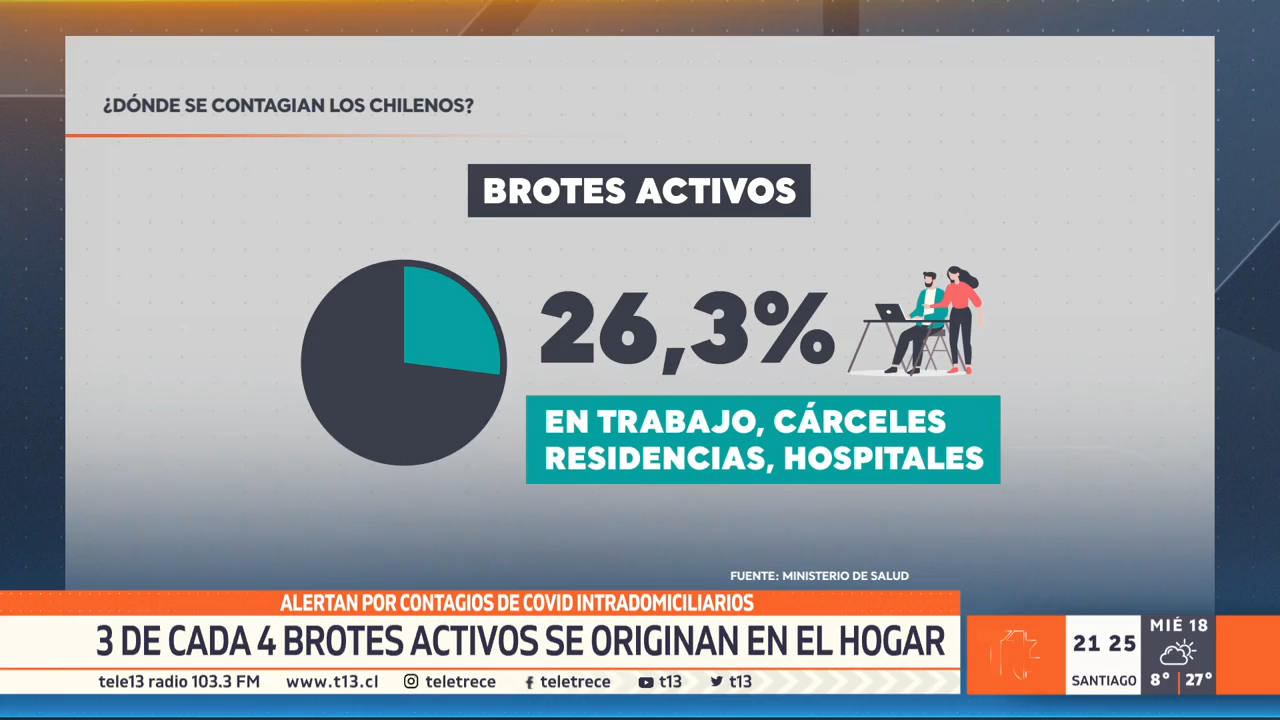 ¿DÓNDE SE CONTAGIAN LOS CHILENOS?
BROTES ACTIVOS
26,3%
EN TRABAJO, CÁRCELES
RESIDENCIAS, HOSPITALES
FUENTE: MINISTERIO DE SALUD
ALERTAN POR CONTAGIOS DE COVID INTRADOMICILIARIOS
3 DE CADA 4 BROTES ACTIVOS SE ORIGINAN EN EL HOGAR
tele13 radio 103.3 FM www.t13.cl teletrece teletrece t13 t13
21 25
SANTIAGO
MIÉ 18
8° 27°